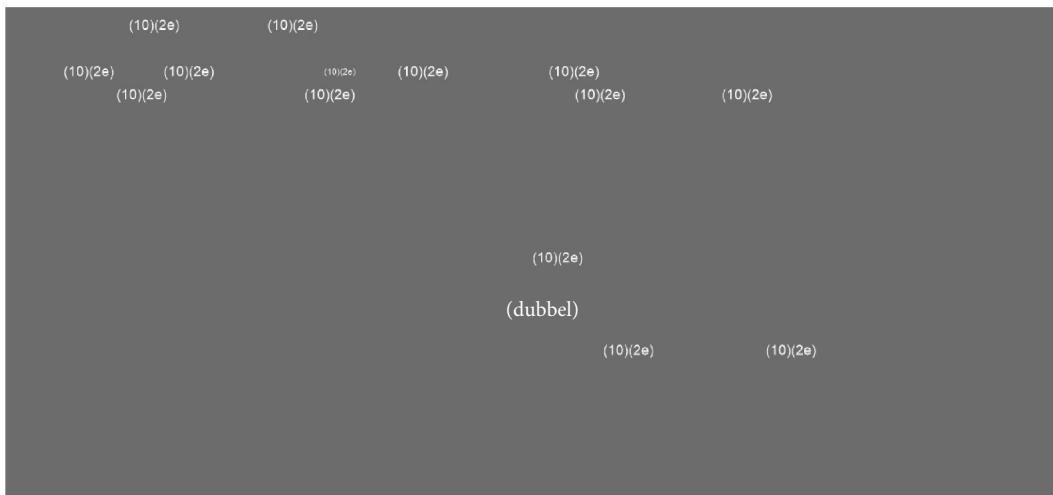 (10)(2e) (10)(2e)
(10)(2e) (10)(2e) (10)(2e) (10)(2e) (10)(2e)
(10)(2e) (10)(2e) (10)(2e) (10)(2e)
(10)(2e)
(dubbel)
(10)(2e) (10)(2e)